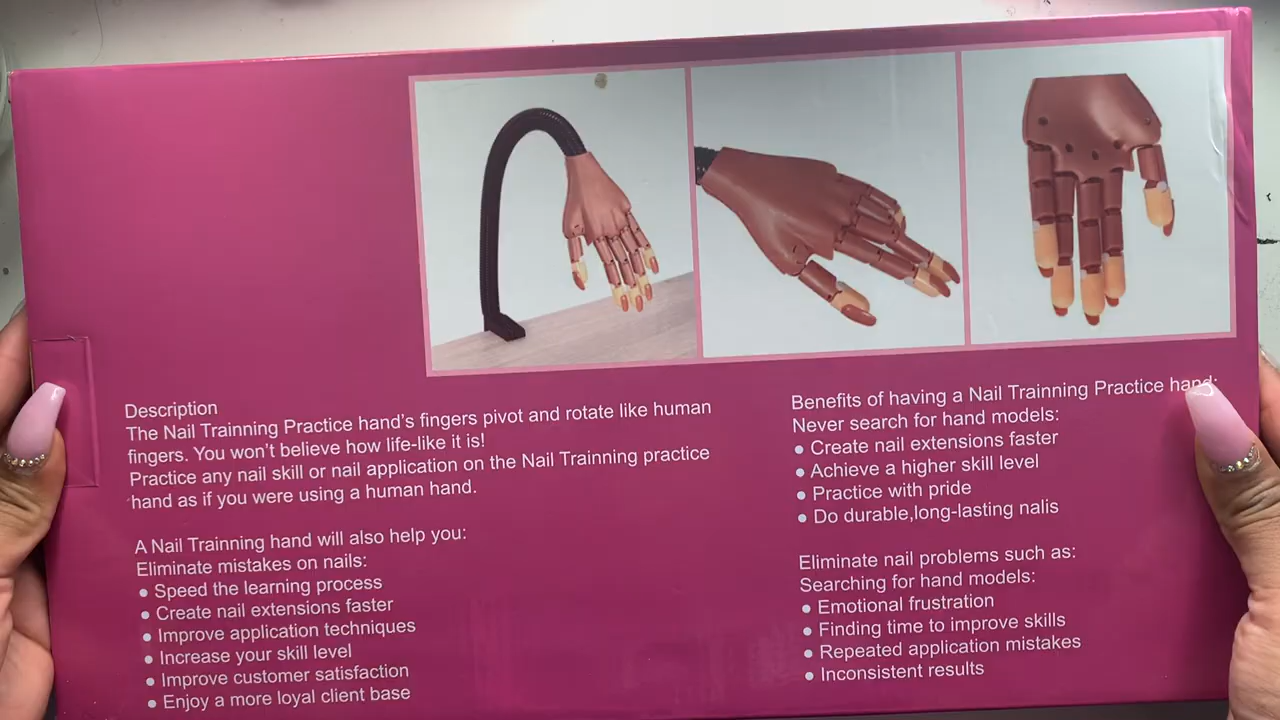 Description
The Nail Trainning Practice hand's fingers pivot and rotate like human
fingers. You won't believe how life-like it is!
Practice any nail skill or nail application on the Nail Trainning practice
hand as if you were using a human hand.
A Nail Trainning hand will also help you:
Eliminate mistakes on nails:
• Speed the learning process
• Create nail extensions faster
• Improve application techniques
• Increase your skill level
• Improve customer satisfaction
• Enjoy a more loyal client base
Benefits of having a Nail Trainning Practice hand:
Never search for hand models:
• Create nail extensions faster
• Achieve a higher skill level
• Practice with pride
• Do durable,long-lasting nalis
Eliminate nail problems such as:
Searching for hand models:
• Emotional frustration
• Finding time to improve skills
• Repeated application mistakes
• Inconsistent results